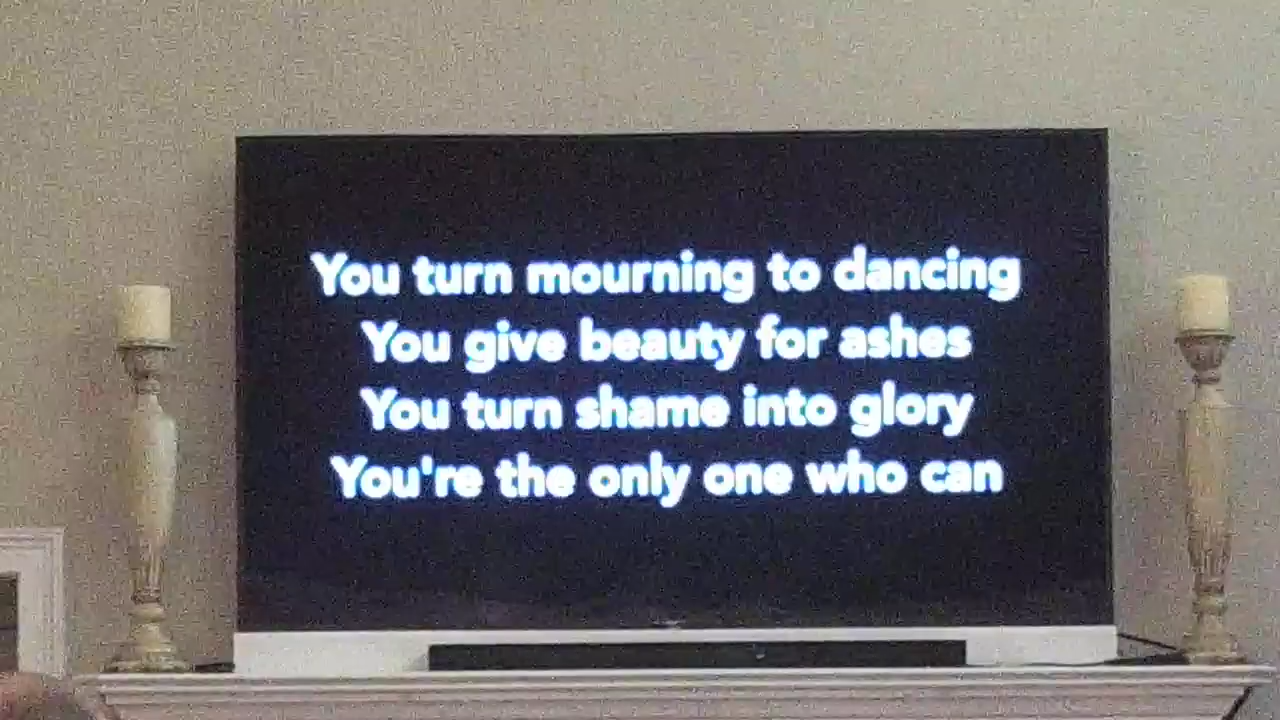 You turn mourning to dancing
You give beauty for ashes
You turn shame into glory
You're the only one who can